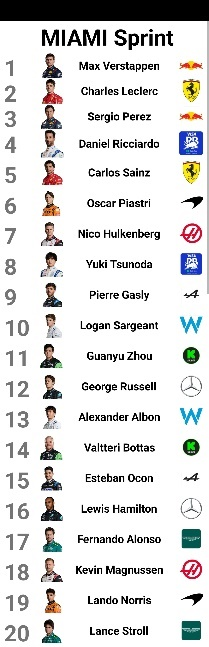 MIAMI Sprint
1 Max Verstappen
2 Charles Leclerc
3 Sergio Perez
4 Daniel Ricciardo
5 Carlos Sainz
6 Oscar Piastri
7 Nico Hulkenberg
8 Yuki Tsunoda
9 Pierre Gasly
10 Logan Sargeant
11 Guanyu Zhou
12 George Russell
13 Alexander Albon
14 Valtteri Bottas
15 Esteban Ocon
16 Lewis Hamilton
17 Fernando Alonso
18 Kevin Magnussen
19 Lando Norris
20 Lance Stroll